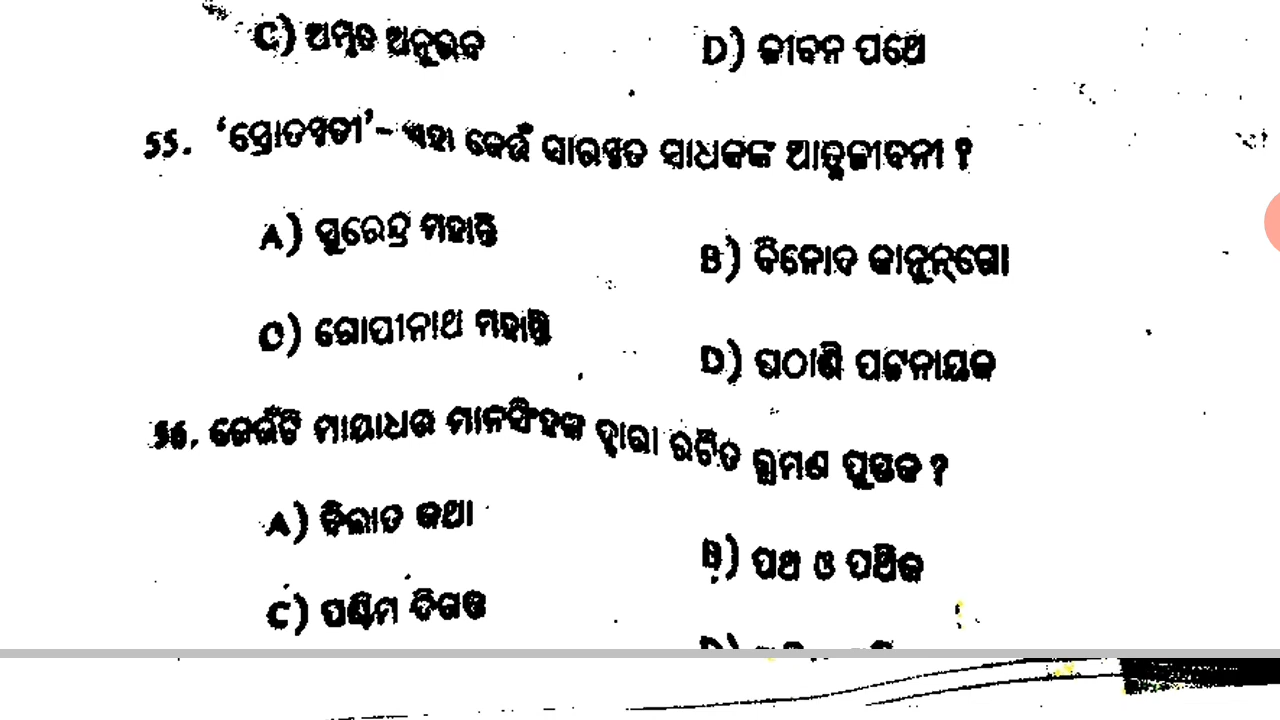 C) ଅମୃତ ଅନୁଭବ D) ଜୀବନ ପଥେ
55. ‘ସ୍ରୋତସ୍ୱତୀ’- ଏହା କେଉଁ ସାରସ୍ୱତ ସାଧକଙ୍କ ଆତ୍ମଜୀବନୀ ?
A) ସୁରେନ୍ଦ୍ର ମହାନ୍ତି B) ବିନୋଦ କାନୁନ୍‌ଗୋ
C) ଗୋପୀନାଥ ମହାନ୍ତି D) ପଠାଣି ପଟ୍ଟନାୟକ
56. କେଉଁଟି ମାୟାଧର ମାନସିଂହଙ୍କ ଦ୍ୱାରା ରଚିତ ଭ୍ରମଣ ପୁସ୍ତକ ?
A) ବିଲାତ କଥା B) ପଥ ଓ ପଥିକ
C) ପଶ୍ଚିମ ଦିଗନ୍ତ D)